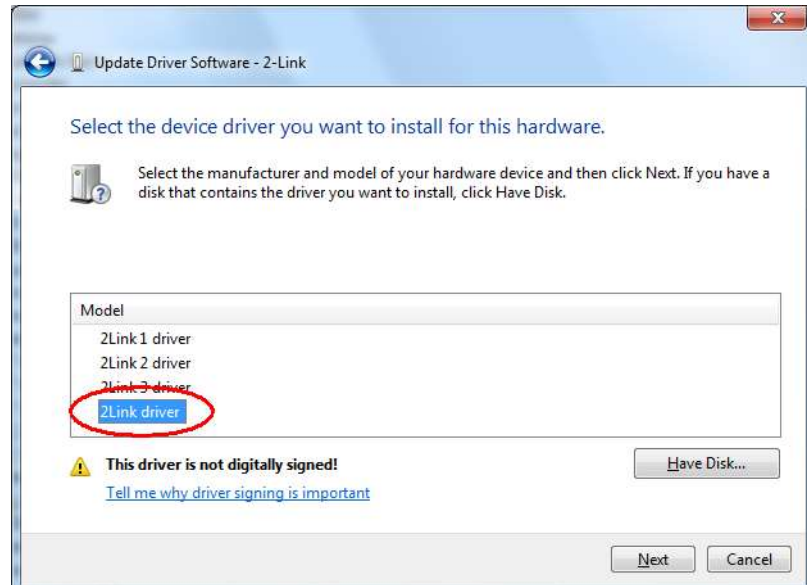 Update Driver Software - 2-Link
Select the device driver you want to install for this hardware.
Select the manufacturer and model of your hardware device and then click Next. If you have a
disk that contains the driver you want to install, click Have Disk.
Model
2Link 1 driver
2Link 2 driver
2Link 3 driver
2Link driver
This driver is not digitally signed!
Have Disk...
Tell me why driver signing is important
Next
Cancel